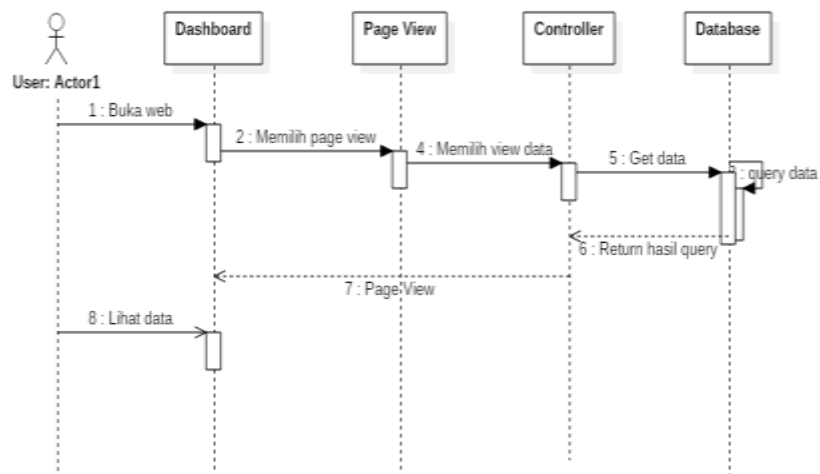 Dashboard
Page View
Controller
Database
User: Actor1
1 : Buka web
2 : Memilih page view
4 : Memilih view data
5 : Get data
: query data
6 : Return hasil query
7 : Page View
8 : Lihat data